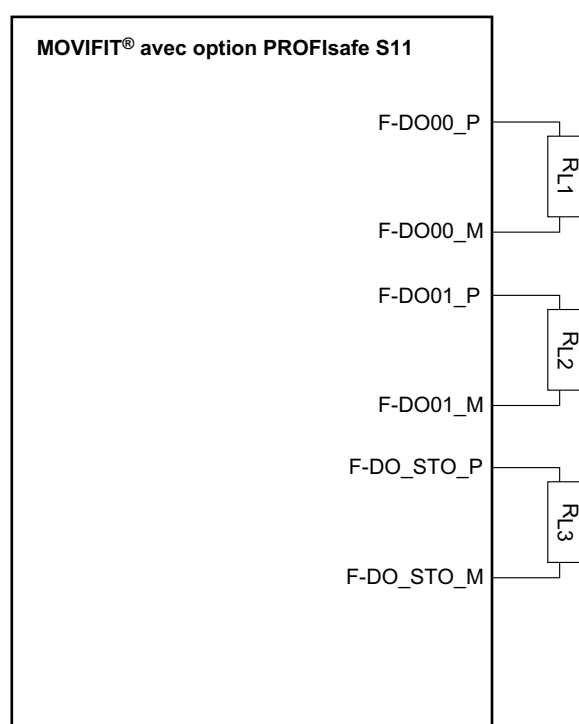 MOVIFIT® avec option PROFIsafe S11
F-DO00_P
RL1
F-DO00_M
F-DO01_P
RL2
F-DO01_M
F-DO_STO_P
RL3
F-DO_STO_M